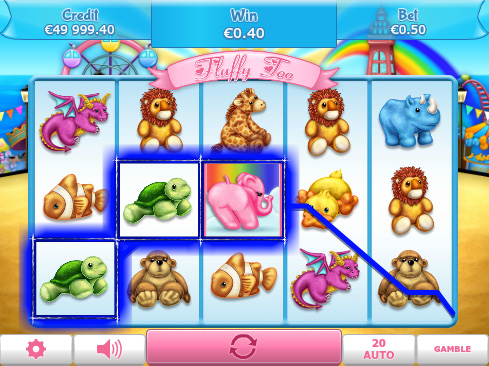 Credit
€49 999.40
Win
€0.40
Bet
€0.50
Fluffy Too
20
AUTO
GAMBLE